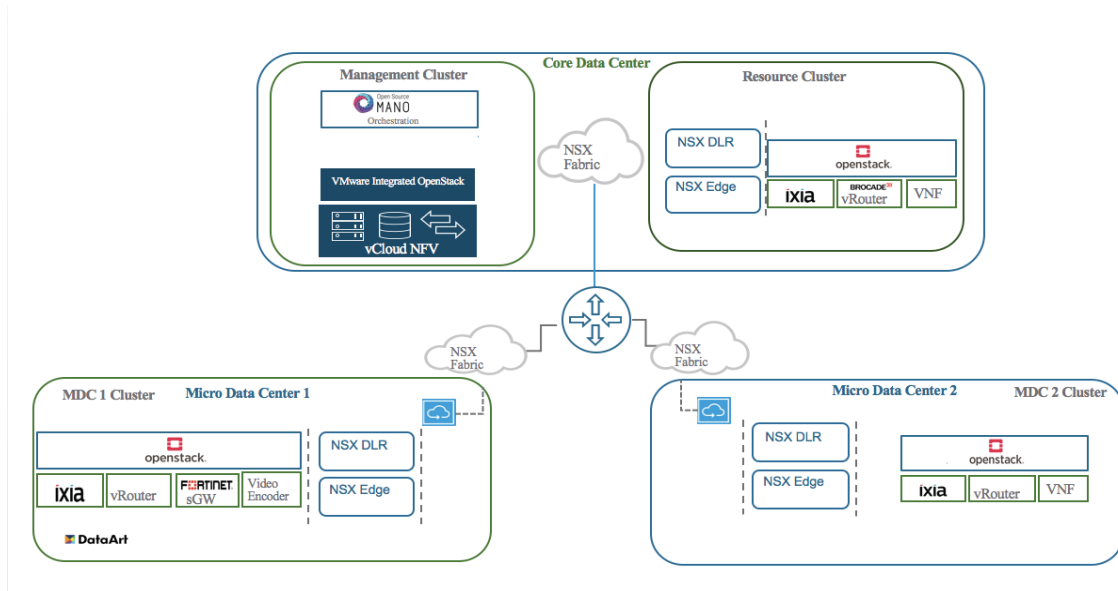 Core Data Center
Management Cluster
Open Source
MANO
Orchestration
VMware Integrated OpenStack
vCloud NFV
NSX
Fabric
Resource Cluster
NSX DLR
NSX Edge
openstack.
ixia
BROCADE
vRouter
VNF
NSX
Fabric
NSX
Fabric
MDC 1 Cluster
Micro Data Center 1
openstack.
ixia
vRouter
FORTINET
sGW
Video
Encoder
NSX DLR
NSX Edge
DataArt
Micro Data Center 2
MDC 2 Cluster
NSX DLR
NSX Edge
openstack.
ixia
vRouter
VNF